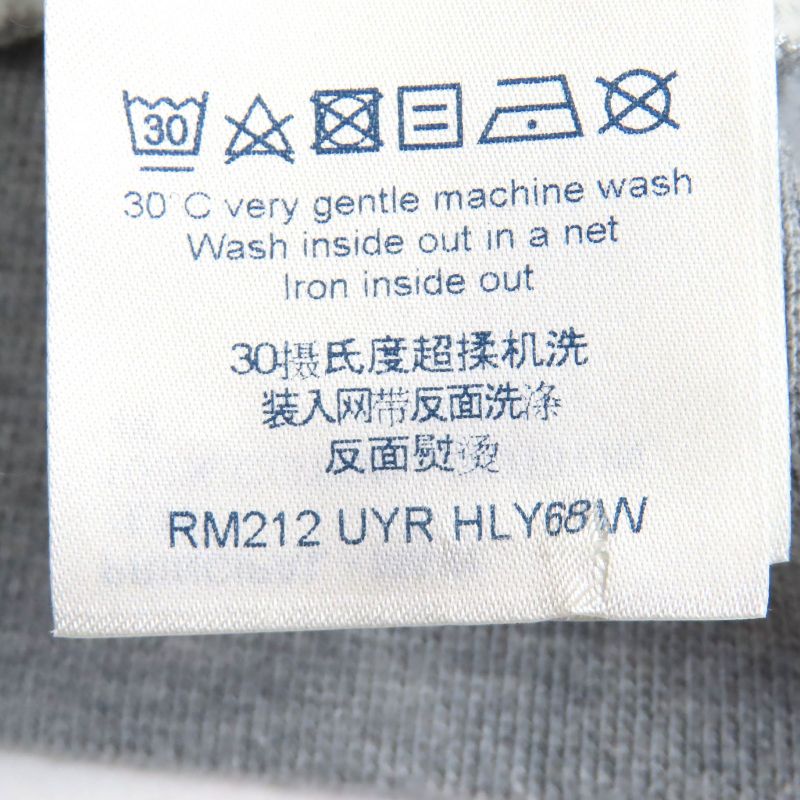 30
30°C very gentle machine wash
Wash inside out in a net
Iron inside out
30摄氏度超揉机洗
装入网带反面洗涤
反面熨烫
RM212 UYR HLY68W